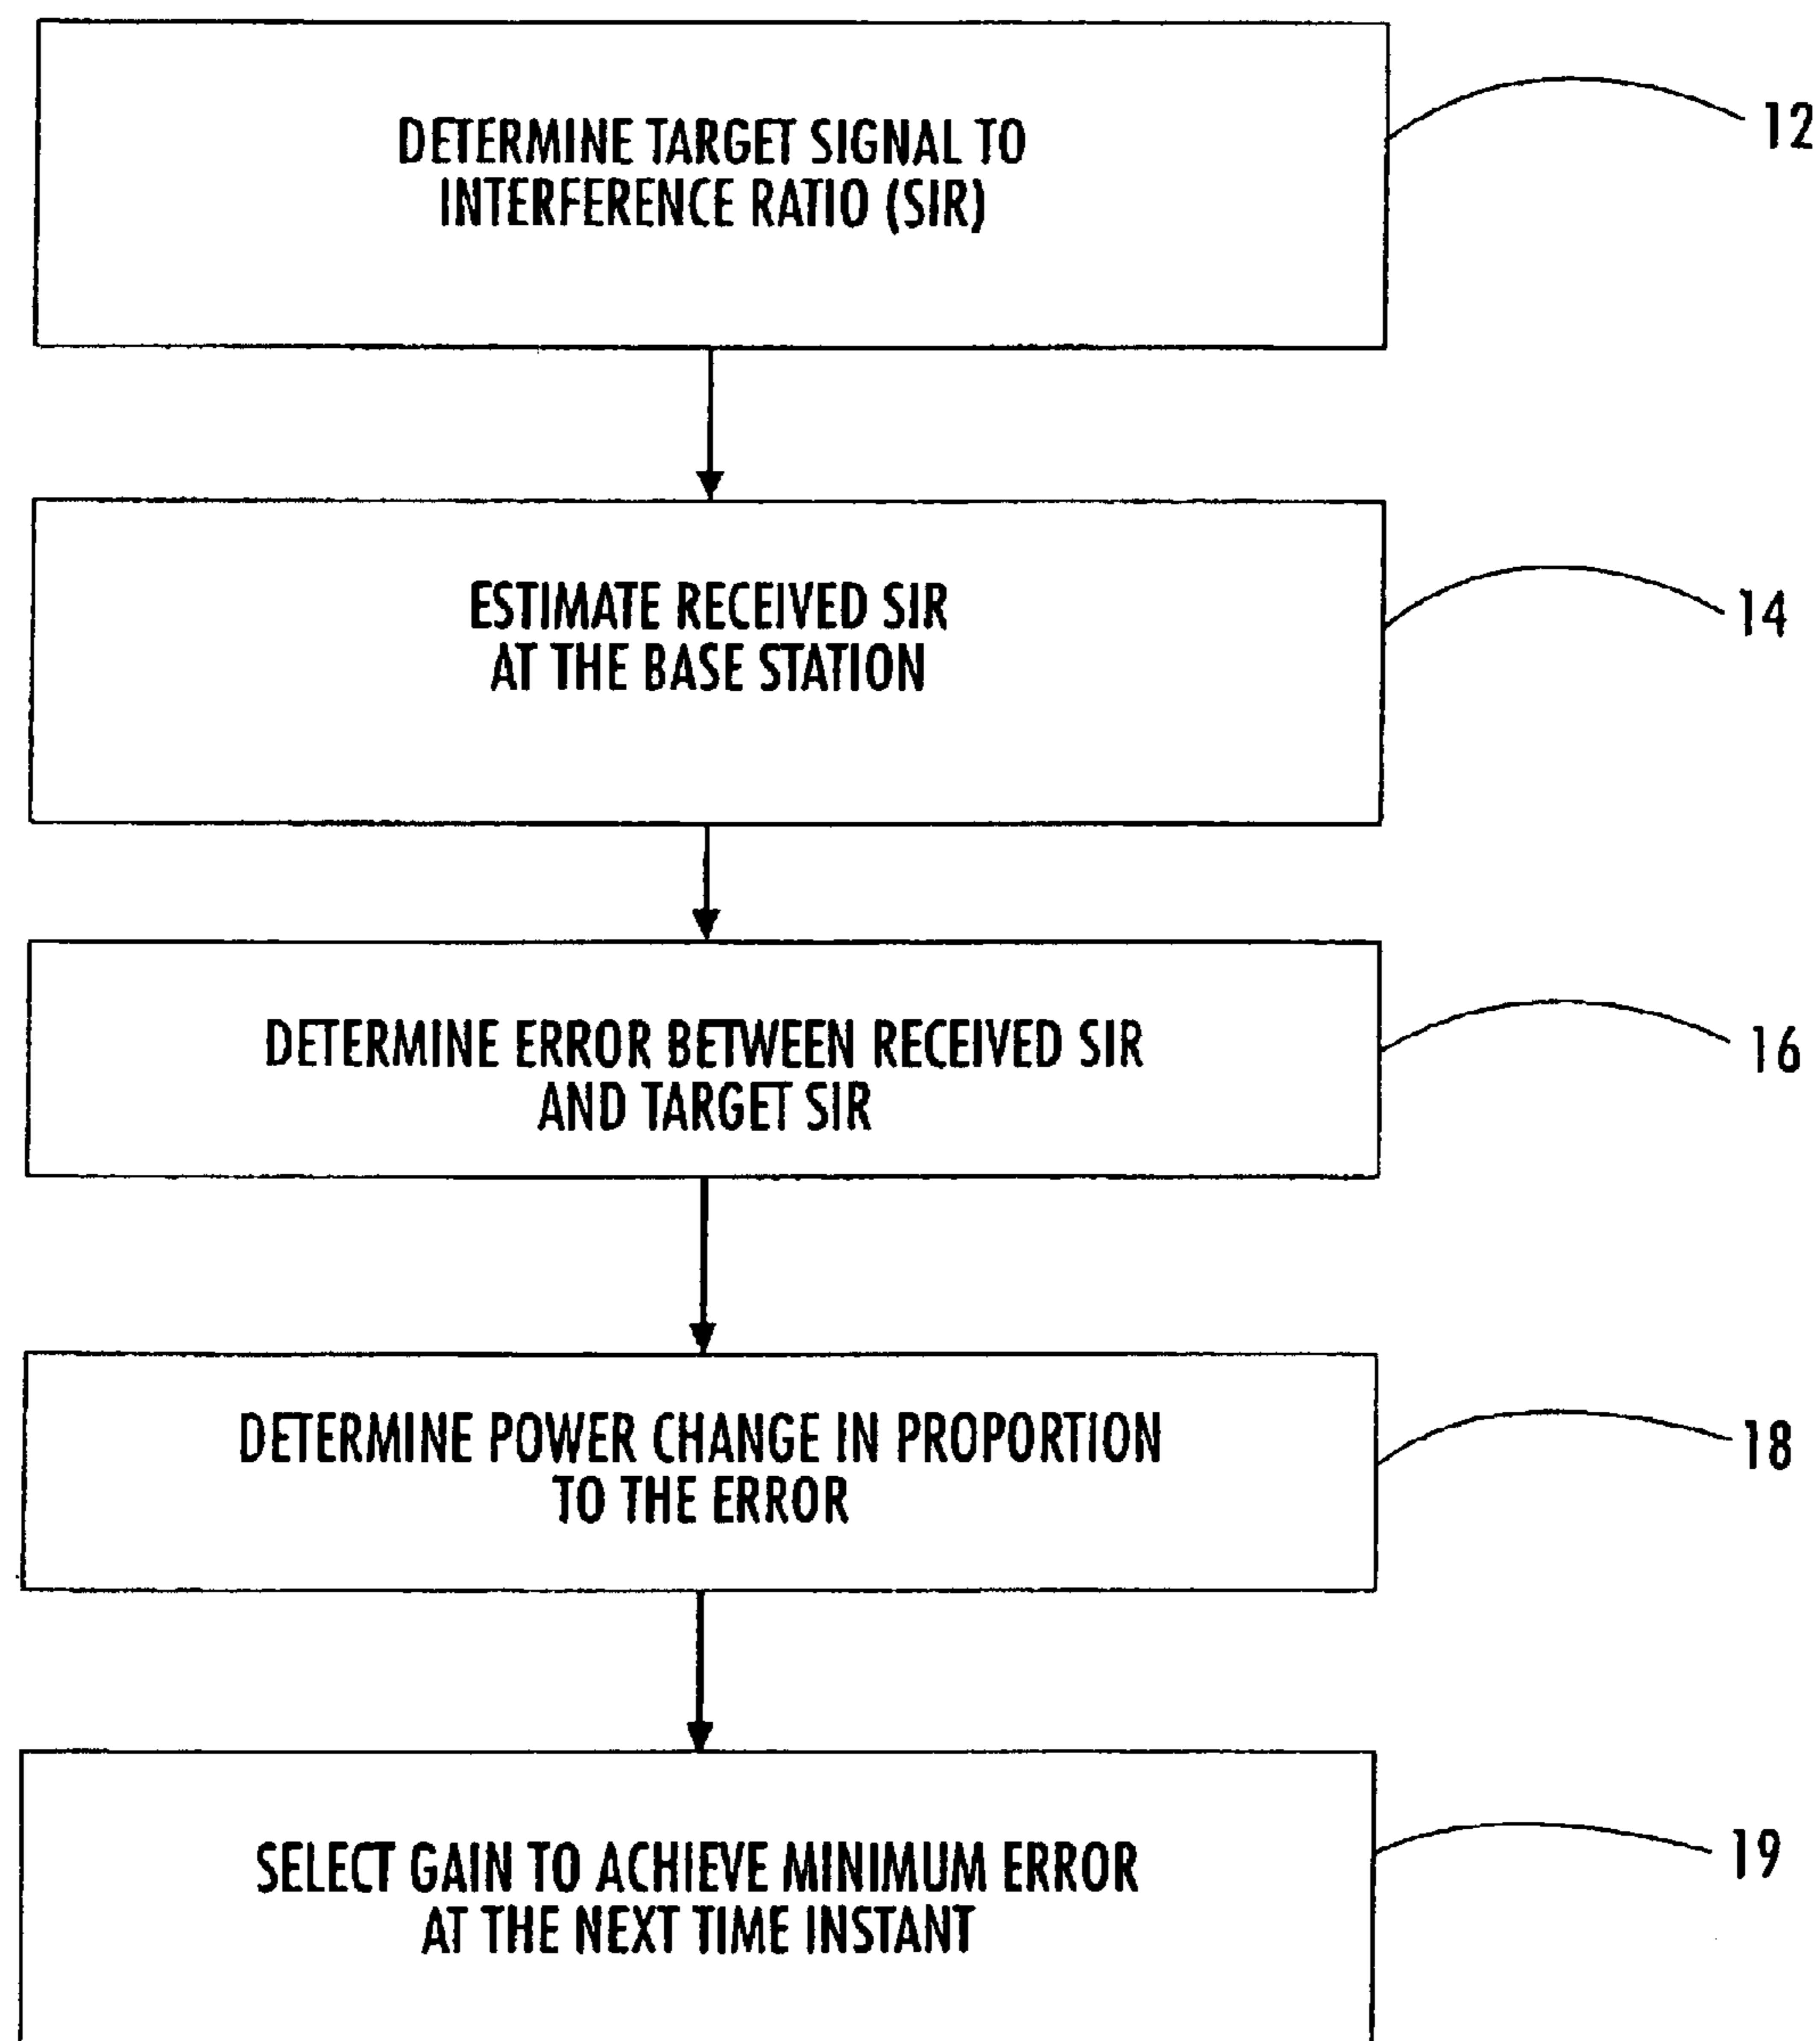 DETERMINE TARGET SIGNAL TO
INTERFERENCE RATIO (SIR)
12
ESTIMATE RECEIVED SIR
AT THE BASE STATION
14
DETERMINE ERROR BETWEEN RECEIVED SIR
AND TARGET SIR
16
DETERMINE POWER CHANGE IN PROPORTION
TO THE ERROR
18
SELECT GAIN TO ACHIEVE MINIMUM ERROR
AT THE NEXT TIME INSTANT
19